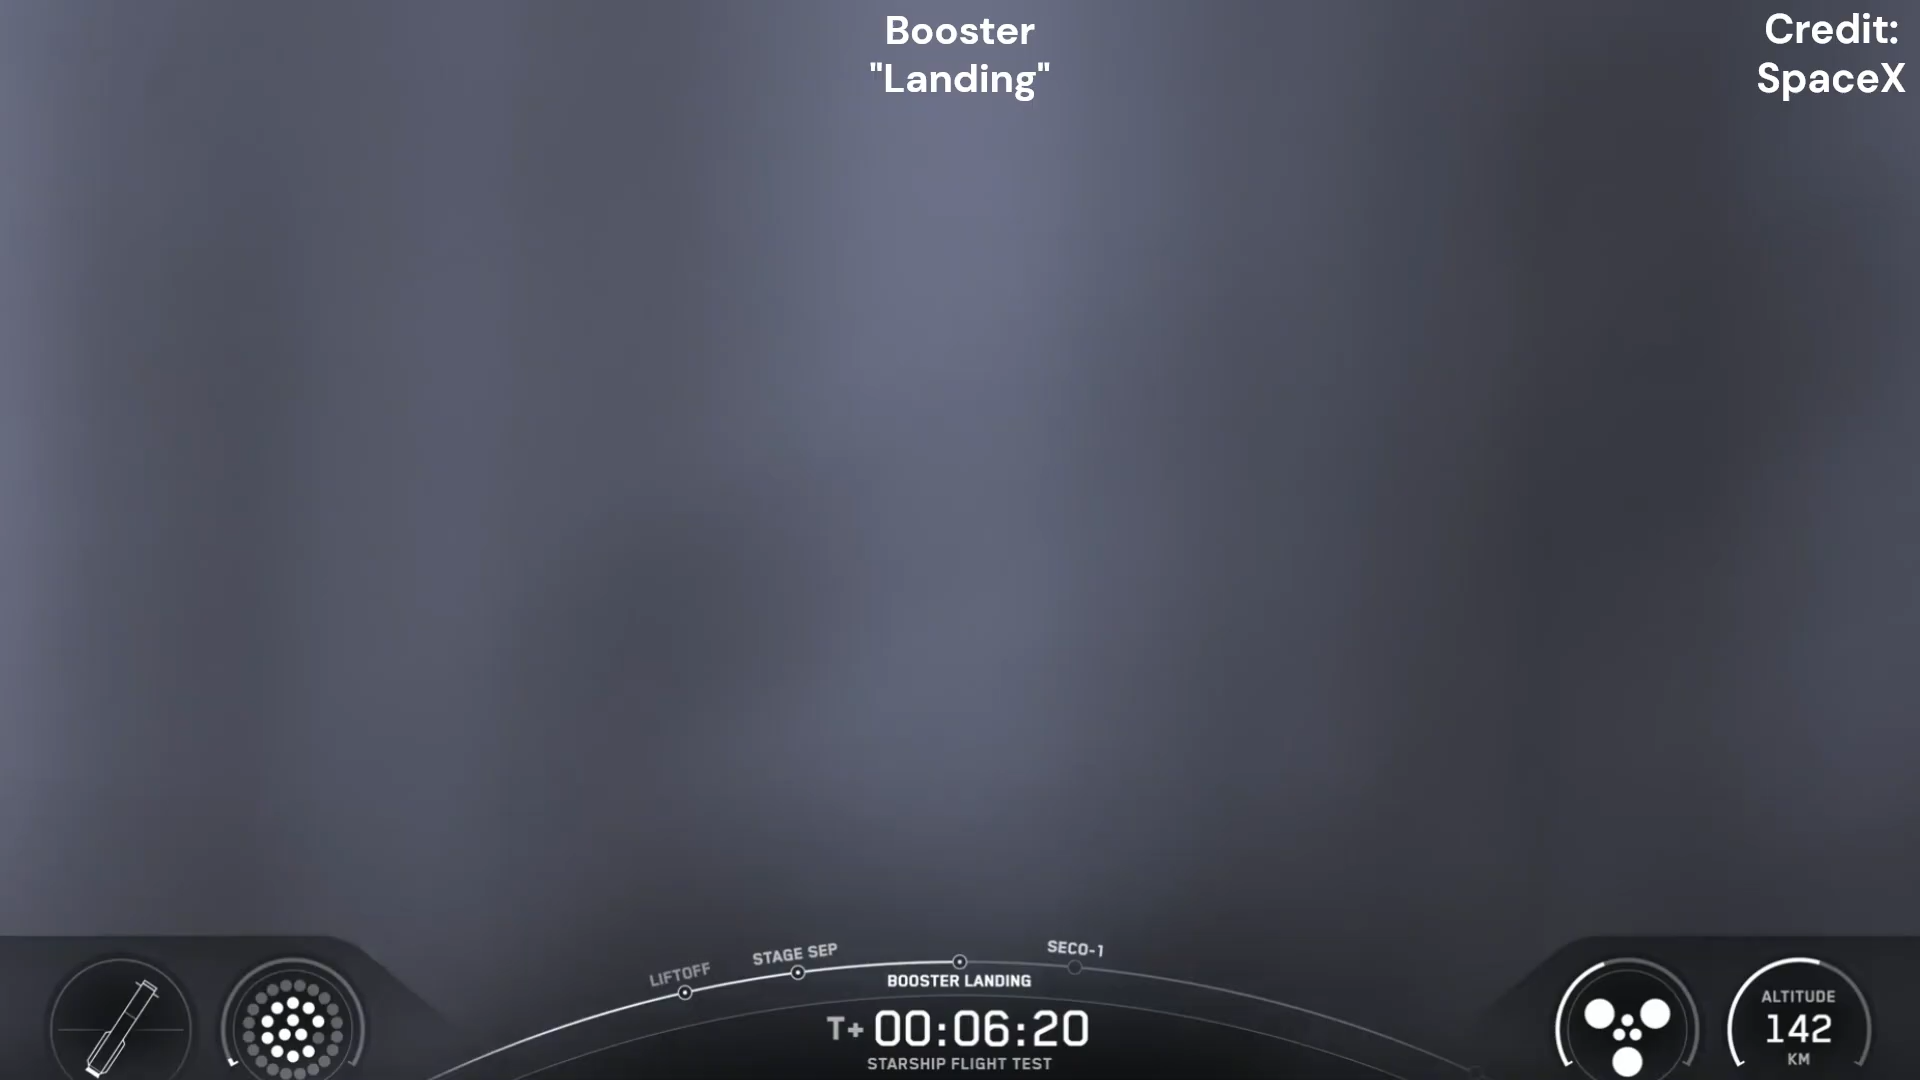 Booster
"Landing"
Credit:
SpaceX
LIFTOFF
STAGE SEP
BOOSTER LANDING
SECO-1
T+ 00:06:20
STARSHIP FLIGHT TEST
ALTITUDE
142
KM